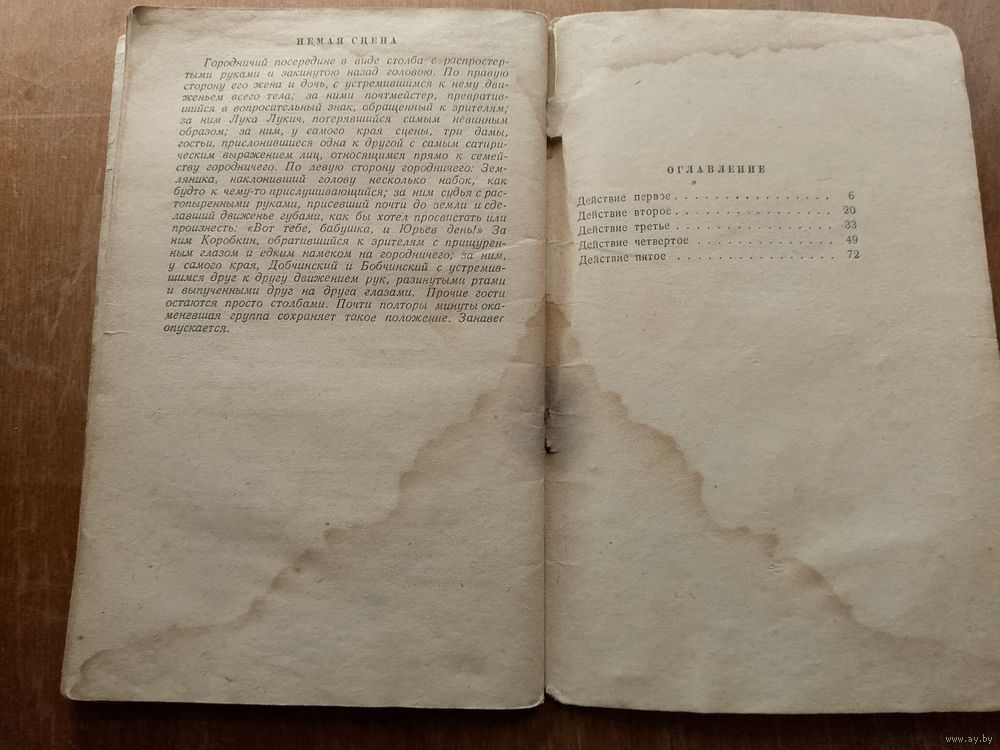 НЕМАЯ СЦЕНА
Городничий посередине в виде столба с распростер-
тыми руками и закинутою назад головою. По правую
сторону его жена и дочь, с устремившимся к нему дви-
женьем всего тела; за ними почтмейстер, превратив-
шийся в вопросительный знак, обращенный к зрителям;
за ним Лука Лукич, потерявшийся самым невинным
образом; за ним, у самого края сцены, три дамы,
гостьи, прислонившиеся одна к другой с самым сатири-
ческим выражением лиц, относящимся прямо к семей-
ству городничего. По левую сторону городничего: Зем-
ляника, наклонивший голову несколько набок, как
будто к чему-то прислушивающийся; за ним судья с рас-
топыренными руками, присевший почти до земли и сде-
лавший движенье губами, как бы хотел просвистать или
произнесть: «Вот тебе, бабушка, и Юрьев день!» За
ним Коробкин, обратившийся к зрителям с прищурен-
ным глазом и едким намеком на городничего; за ним,
у самого края, Добчинский и Бобчинский с устремив-
шимся друг к другу движением рук, разинутыми ртами
и выпученными друг на друга глазами. Прочие гости
остаются просто столбами. Почти полторы минуты ока-
меневшая группа сохраняет такое положение. Занавес
опускается.
ОГЛАВЛЕНИЕ
Действие первое . . . . . . . . . . . . . . 6
Действие второе . . . . . . . . . . . . . . 20
Действие третье . . . . . . . . . . . . . . 33
Действие четвертое . . . . . . . . . . . . 49
Действие пятое . . . . . . . . . . . . . . 72
www.ay.by